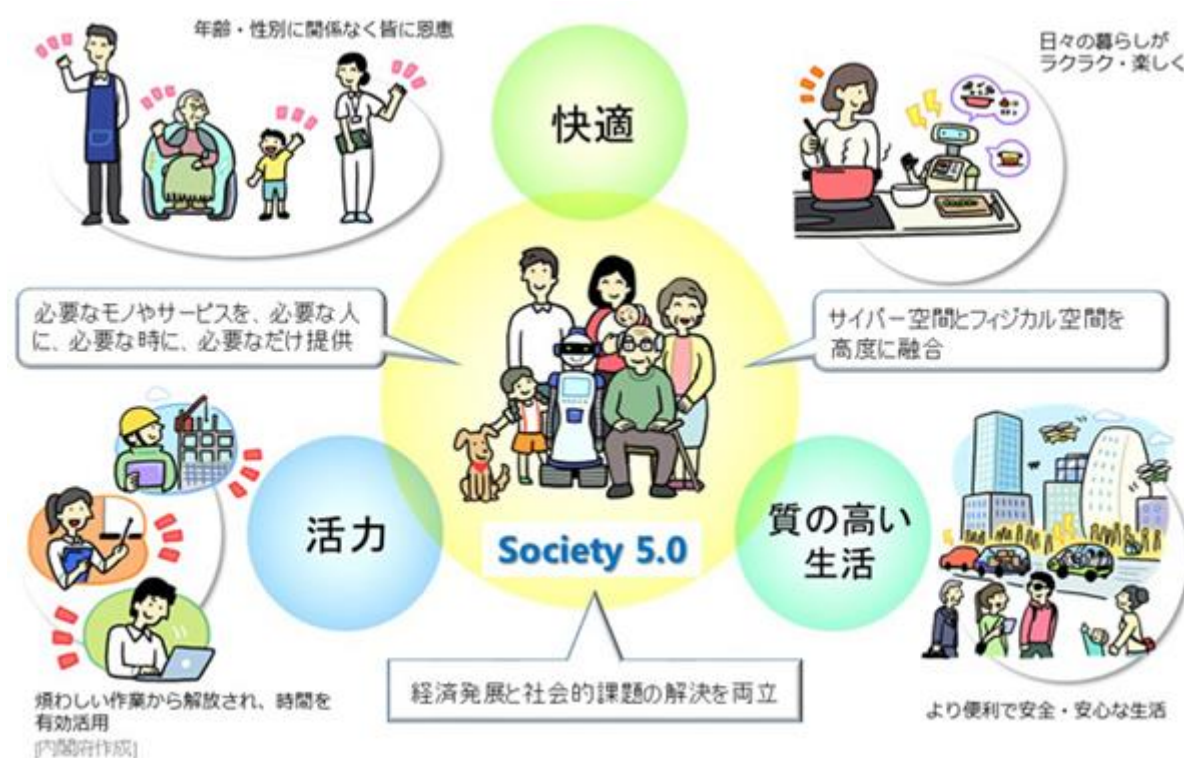 年齢・性別に関係なく皆に恩恵
快適
日々の暮らしが
ラクラク・楽しく
必要なモノやサービスを、必要な人
に、必要な時に、必要なだけ提供
サイバー空間とフィジカル空間を
高度に融合
活力
Society 5.0
質の高い
生活
経済発展と社会的課題の解決を両立
煩わしい作業から解放され、時間を
有効活用
[内閣府作成]
より便利で安全・安心な生活